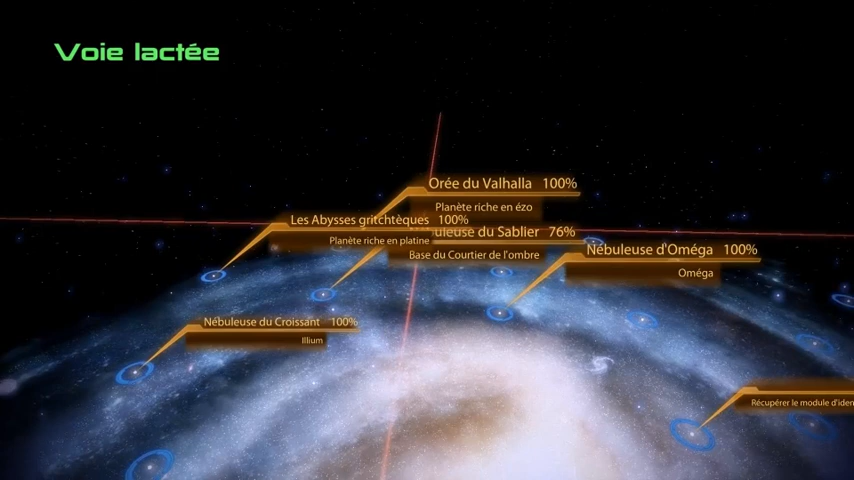 Voie lactée
Orée du Valhalla 100%
Planète riche en ézo
Les Abysses gritchtèques 100%
Planète riche en platine
uleuse du Sablier 76%
Base du Courtier de l'ombre
Nébuleuse d'Oméga 100%
Oméga
Nébuleuse du Croissant 100%
Illium
Récupérer le module d'iden